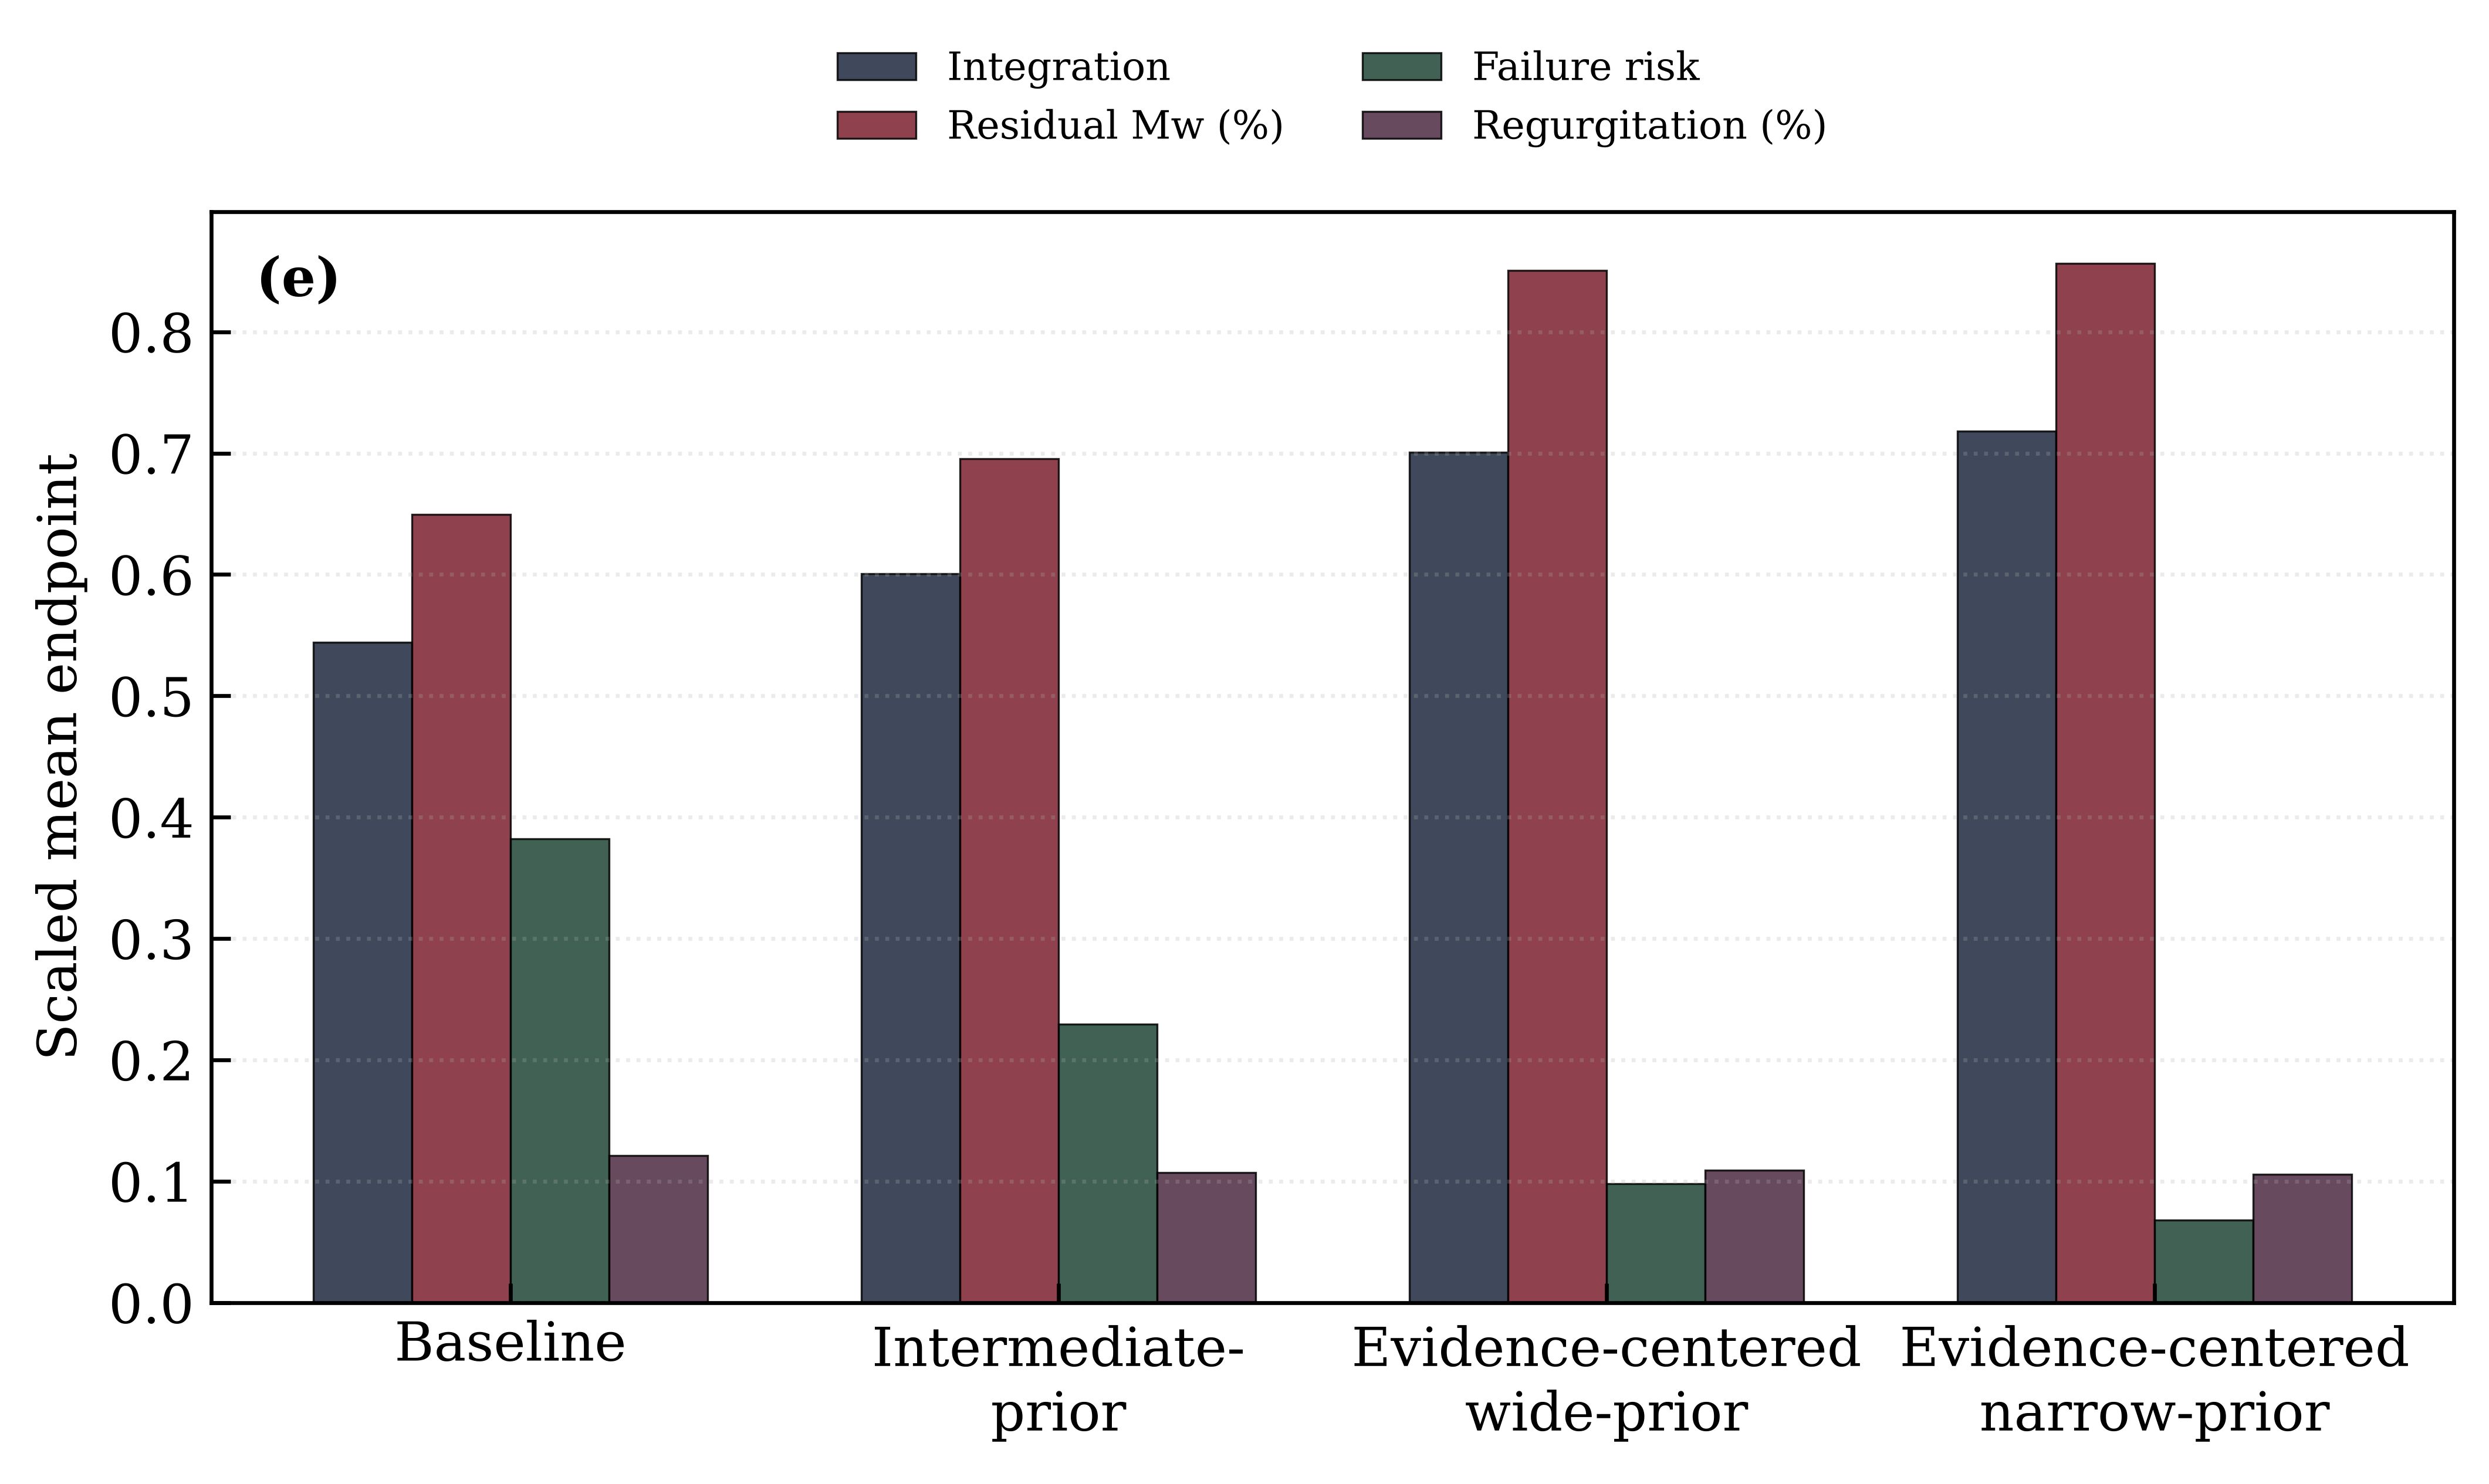 Integration
Failure risk
Residual Mw (%)
Regurgitation (%)
(e)
Scaled mean endpoint
0.8
0.7
0.6
0.5
0.4
0.3
0.2
0.1
0.0
Baseline
Intermediate-
prior
Evidence-centered
wide-prior
Evidence-centered
narrow-prior